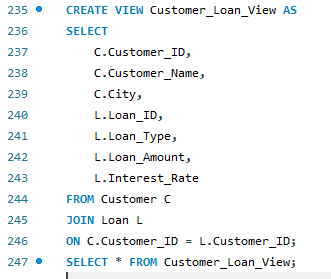 235 CREATE VIEW Customer_Loan_View AS
236 SELECT
237 C.Customer_ID,
238 C.Customer_Name,
239 C.City,
240 L.Loan_ID,
241 L.Loan_Type,
242 L.Loan_Amount,
243 L.Interest_Rate
244 FROM Customer C
245 JOIN Loan L
246 ON C.Customer_ID = L.Customer_ID;
247 SELECT * FROM Customer_Loan_View;